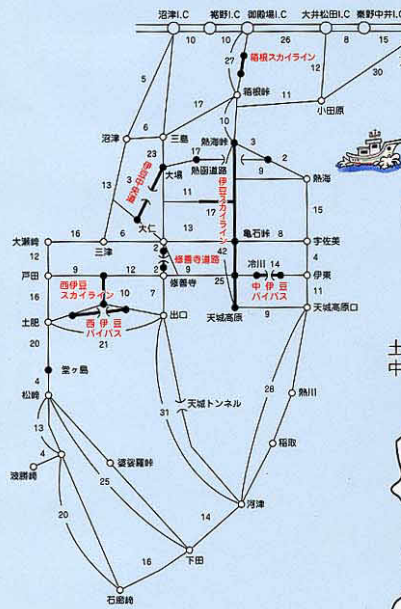 沼津I.C 裾野I.C 御殿場I.C 大井松田I.C 秦野中井I.C
10 10 26 8 15
27 箱根スカイライン
12 30
5
箱根峠
17 11 小田原
10
沼津 6 三島
熱海峠 3
23 17 2
大場 熱函道路
伊豆中央道
9 熱海
3
13
11
伊豆スカイライン
17 15
大仁
13 亀石峠 8 宇佐美
大瀬崎 16 三津 6 2
修善寺道路
42 4
12 12 冷川 14
戸田 9 2 9 25 伊東
修善寺 中伊豆バイパス
西伊豆スカイライン
16 10 7 11
土肥 出口 天城高原 9 天城高原口
西伊豆バイパス
20 21
堂ヶ島
4 28
松崎 熱川
天城トンネル
31
13 稲取
4 婆娑羅峠
波勝崎
25 河津
20 14
下田
16
石廊崎
土
中